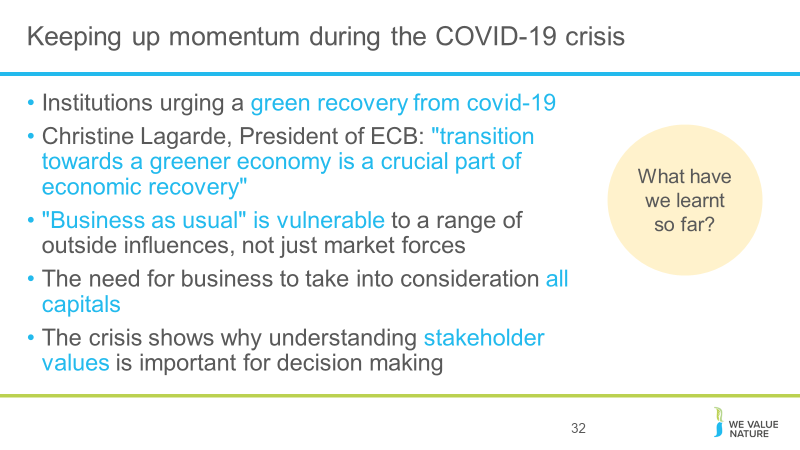 Keeping up momentum during the COVID-19 crisis
• Institutions urging a green recovery from covid-19
• Christine Lagarde, President of ECB: "transition
towards a greener economy is a crucial part of
economic recovery"
• "Business as usual" is vulnerable to a range of
outside influences, not just market forces
• The need for business to take into consideration all
capitals
• The crisis shows why understanding stakeholder
values is important for decision making
What have
we learnt
so far?
32
WE VALUE
NATURE